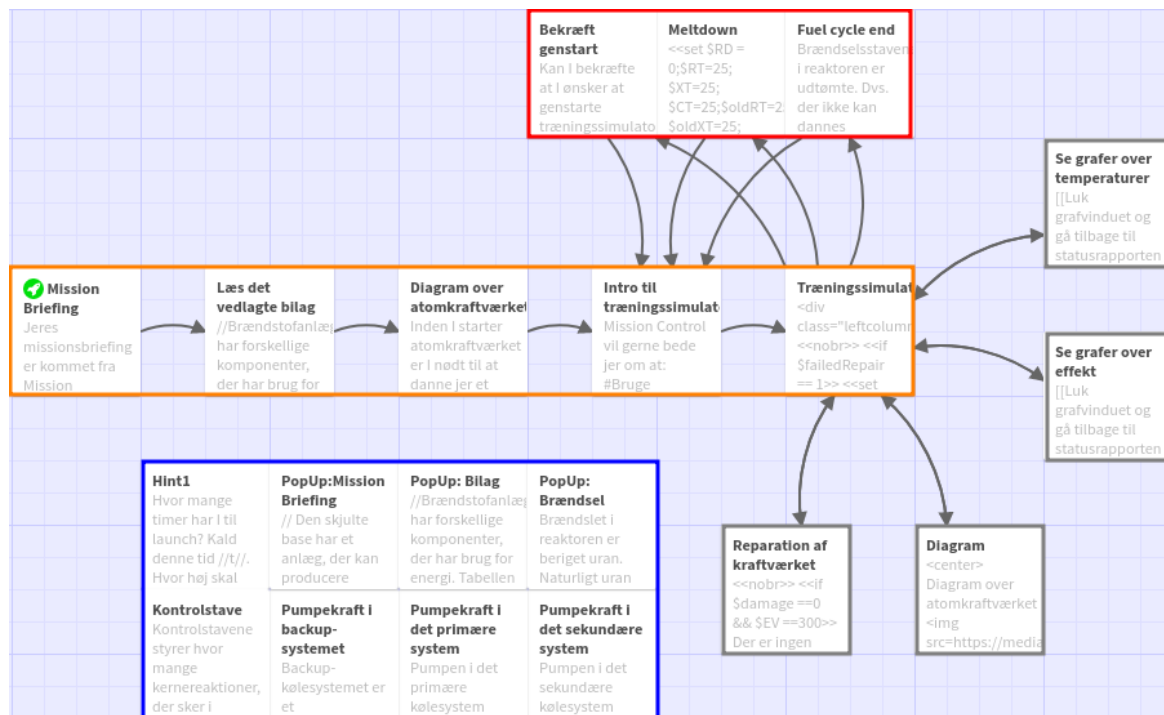 Bekræft
genstart
Kan I bekræfte
at I ønsker at
genstarte
træningssimulato
Meltdown
<<set $RD =
0;$RT=25;
$XT=25;
$CT=25;$oldRT=2
$oldXT=25;
Fuel cycle end
Brændselsstaven
i reaktoren er
udtømte. Dvs.
der ikke kan
dannes
Se grafer over
temperaturer
[[Luk
grafvinduet og
gå tilbage til
statusrapporten
Mission
Briefing
Jeres
missionsbriefing
er kommet fra
Mission
Læs det
vedlagte bilag
//Brændstofanlæg
har forskellige
komponenter,
der har brug for
Diagram over
atomkraftværket
Inden I starter
atomkraftværket
er I nødt til at
danne jer et
Intro til
træningssimulat
Mission Control
vil gerne bede
jer om at:
#Bruge
Træningssimulat
<div
class="leftcolumn
<<nobr>> <<if
$failedRepair
== 1>> <<set
Se grafer over
effekt
[[Luk
grafvinduet og
gå tilbage til
statusrapporten
Hint1
Hvor mange
timer har I til
launch? Kald
denne tid //t//.
Hvor høj skal
PopUp:Mission
Briefing
// Den skjulte
base har et
anlæg, der kan
producere
PopUp: Bilag
//Brændstofanlæg
har forskellige
komponenter,
der har brug for
energi. Tabellen
PopUp:
Brændsel
Brændslet i
reaktoren er
beriget uran.
Naturligt uran
Reparation af
kraftværket
<<nobr>> <<if
$damage ==0
&& $EV ==300>>
Der er ingen
Diagram
<center>
Diagram over
atomkraftværket
<img
src=https://media
Kontrolstave
Kontrolstavene
styrer hvor
mange
kernereaktioner,
der sker i
Pumpekraft i
backup-
systemet
Backup-
kølesystemet er
et
Pumpekraft i
det primære
system
Pumpen i det
primære
kølesystem
Pumpekraft i
det sekundære
system
Pumpen i det
sekundære
kølesystem